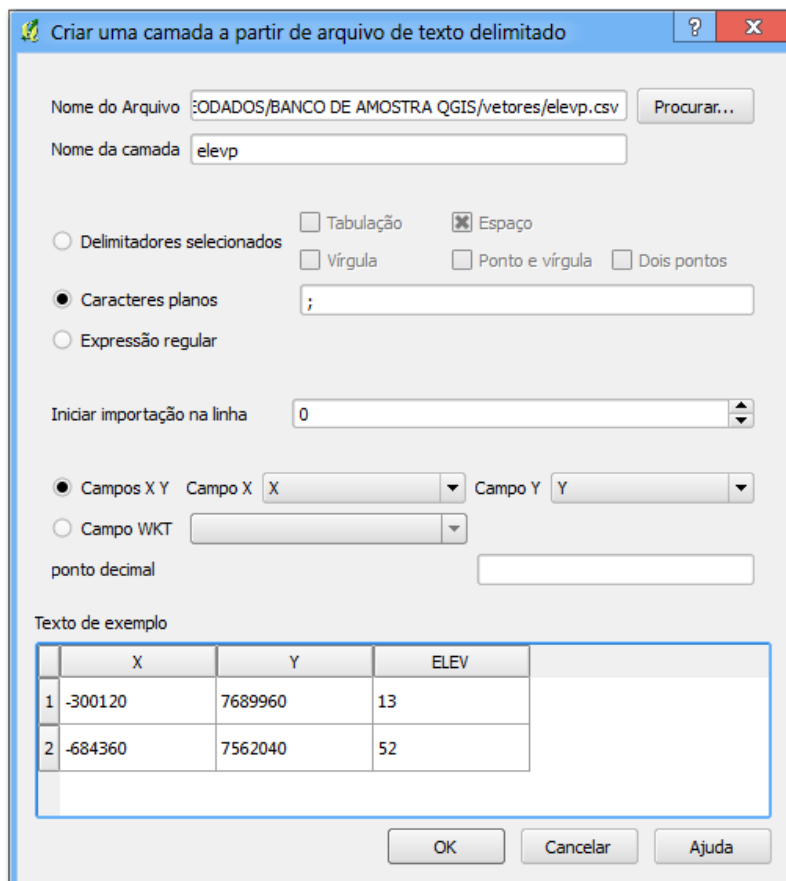 Criar uma camada a partir de arquivo de texto delimitado ? x
Nome do Arquivo EODADOS/BANCO DE AMOSTRA QGIS/vetores/elevp.csv Procurar...
Nome da camada elevp
Delimitadores selecionados
Tabulação Espaço
Vírgula Ponto e vírgula Dois pontos
Caracteres planos ;
Expressão regular
Iniciar importação na linha 0
Campos X Y Campo X X Campo Y Y
Campo WKT
ponto decimal
Texto de exemplo
X Y ELEV
1 -300120 7689960 13
2 -684360 7562040 52
OK Cancelar Ajuda